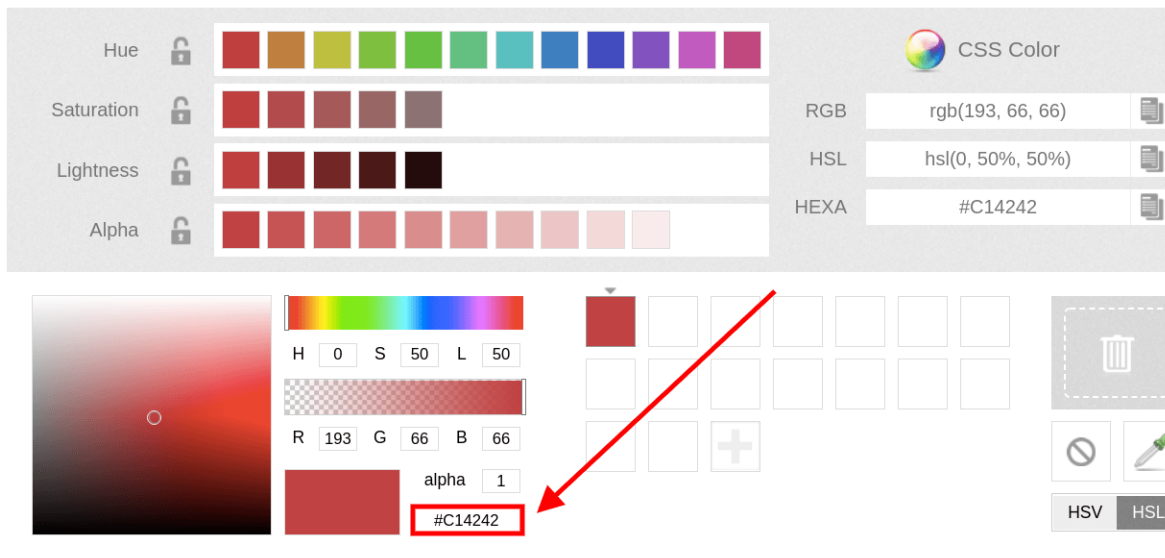 Hue
Saturation
Lightness
Alpha
CSS Color
RGB rgb(193, 66, 66)
HSL hsl(0, 50%, 50%)
HEXA #C14242
H 0 S 50 L 50
R 193 G 66 B 66
alpha 1
#C14242
HSV HSL